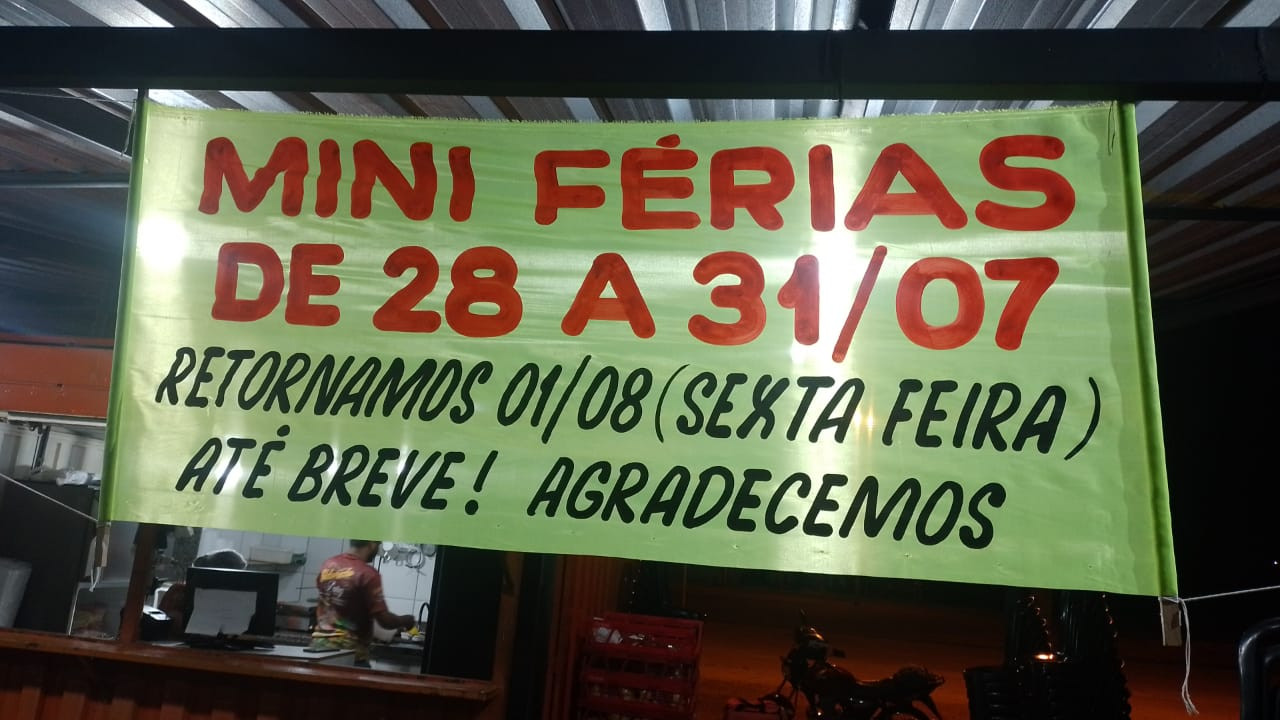 MINI FÉRIAS
DE 28 A 31/07
RETORNAMOS 01/08 (SEXTA FEIRA)
ATÉ BREVE! AGRADECEMOS